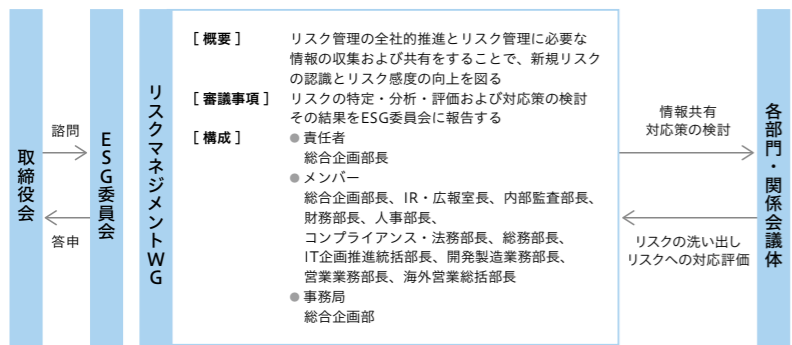 取締役会
諮問
答申
ESG委員会
リスクマネジメントWG
[ 概要 ] リスク管理の全社的推進とリスク管理に必要な
情報の収集および共有をすることで、新規リスク
の認識とリスク感度の向上を図る
[ 審議事項 ] リスクの特定・分析・評価および対応策の検討
その結果をESG委員会に報告する
[ 構成 ] ● 責任者
総合企画部長
● メンバー
総合企画部長、IR・広報室長、内部監査部長、
財務部長、人事部長、
コンプライアンス・法務部長、総務部長、
IT企画推進統括部長、開発製造業務部長、
営業業務部長、海外営業総括部長
● 事務局
総合企画部
情報共有
対応策の検討
リスクの洗い出し
リスクへの対応評価
各部門・関係会議体